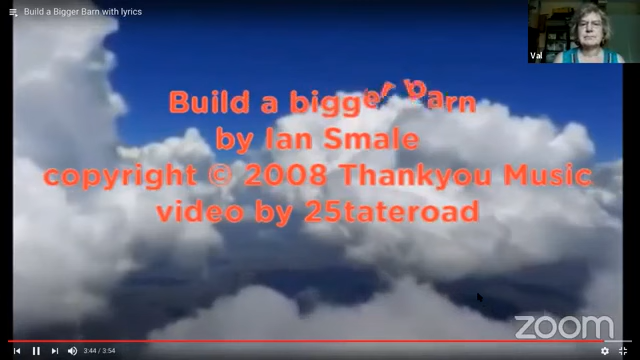 Build a Bigger Barn with lyrics
Val
Build a bigger barn
by Ian Smale
copyright © 2008 Thankyou Music
video by 25tateroad
zoom
3:44 / 3:54